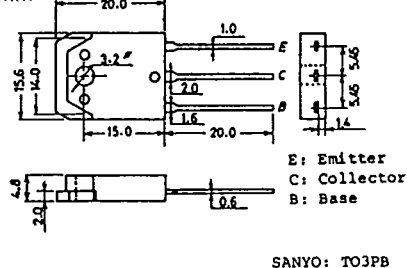 20.0
1.0
E
3.2ø
C
15.6
14.0
2.0
B
1.6
15.0
20.0
5.45
5.45
1.4
E: Emitter
C: Collector
B: Base
4.8
2.0
0.6
SANYO: TO3PB